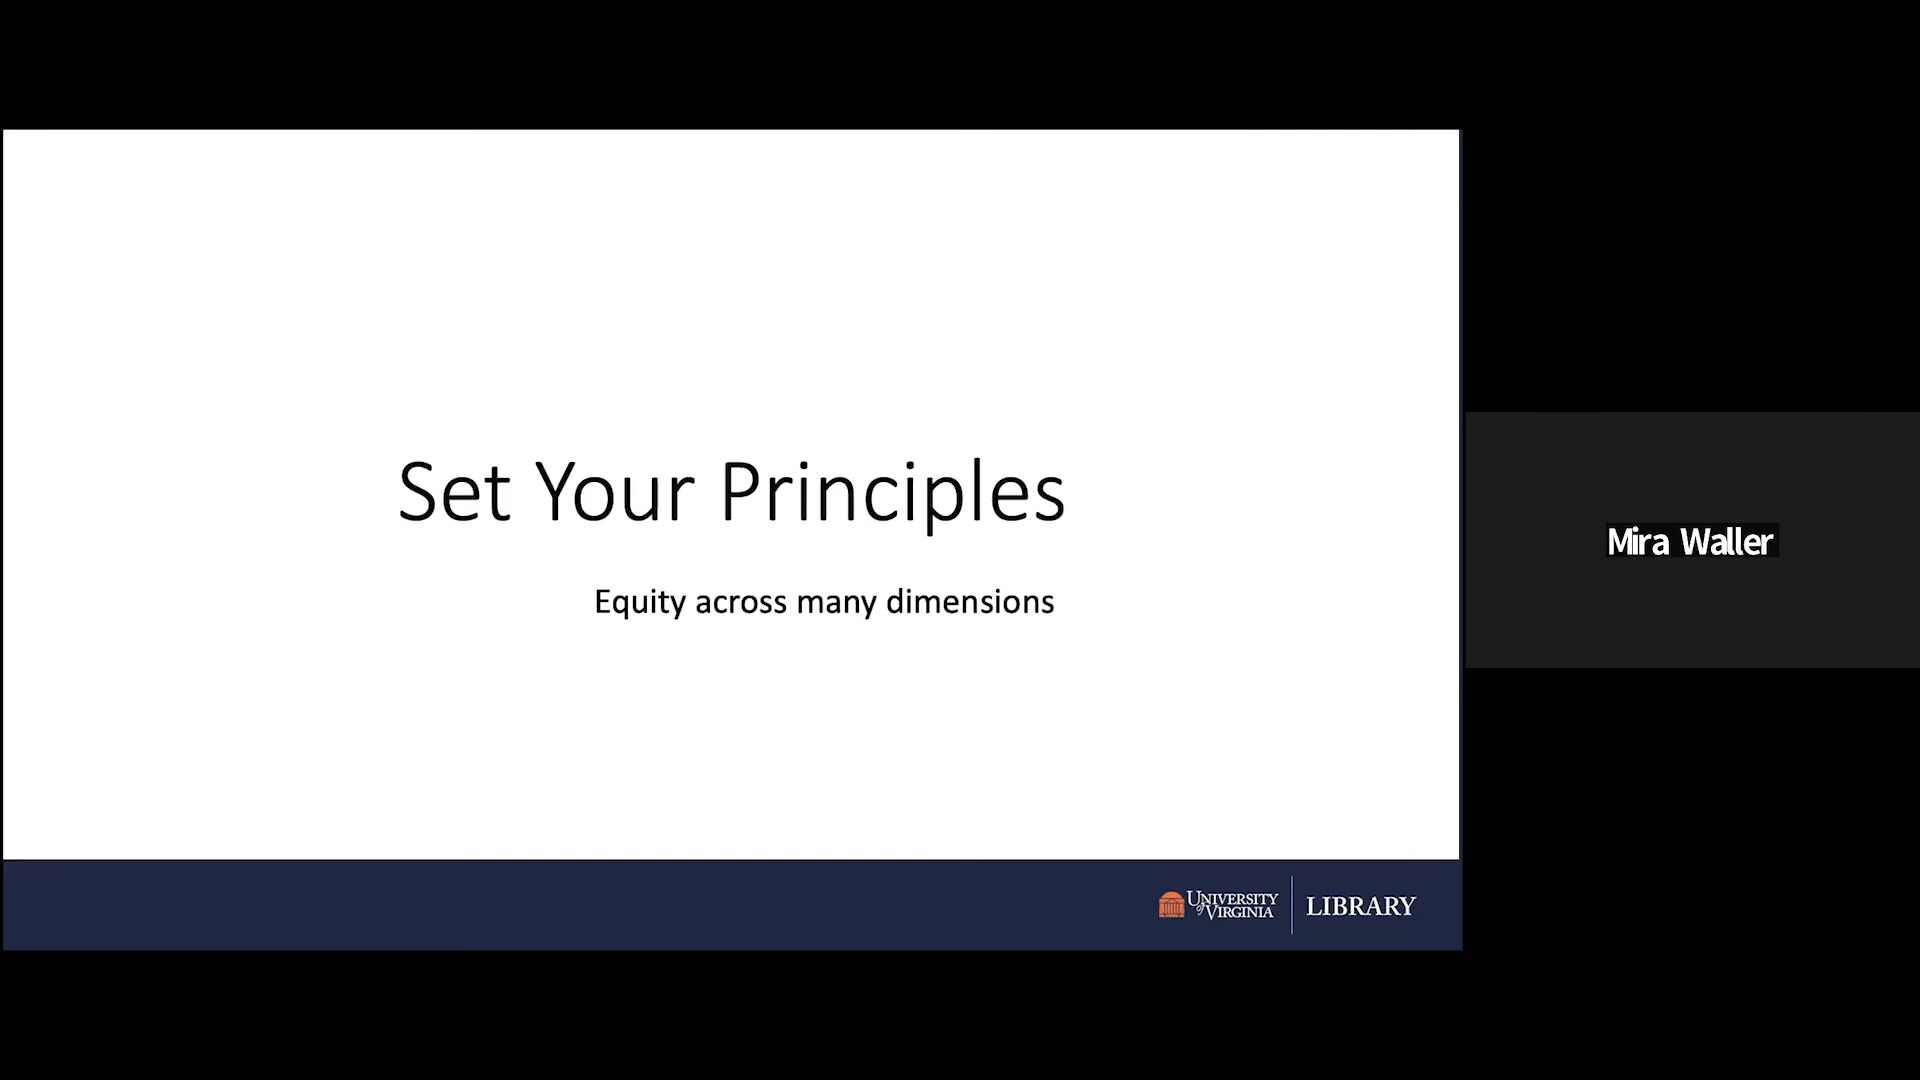 Set Your Principles
Equity across many dimensions
Mira Waller
UNIVERSITY
of VIRGINIA
LIBRARY